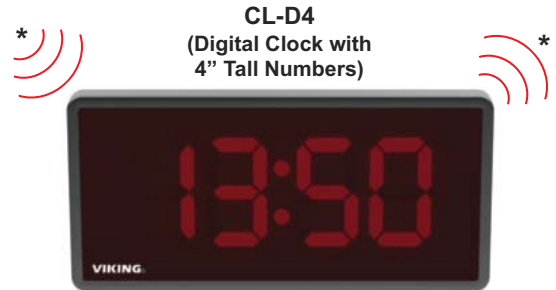 CL-D4
* (Digital Clock with *
4” Tall Numbers)
13:50
VIKING®